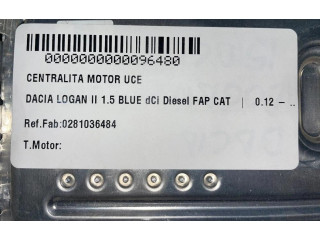 0000000000096480
CENTRALITA MOTOR UCE
DACIA LOGAN II 1.5 BLUE dCi Diesel FAP CAT | 0.12 – ..
Ref.Fab:0281036484
T.Motor: